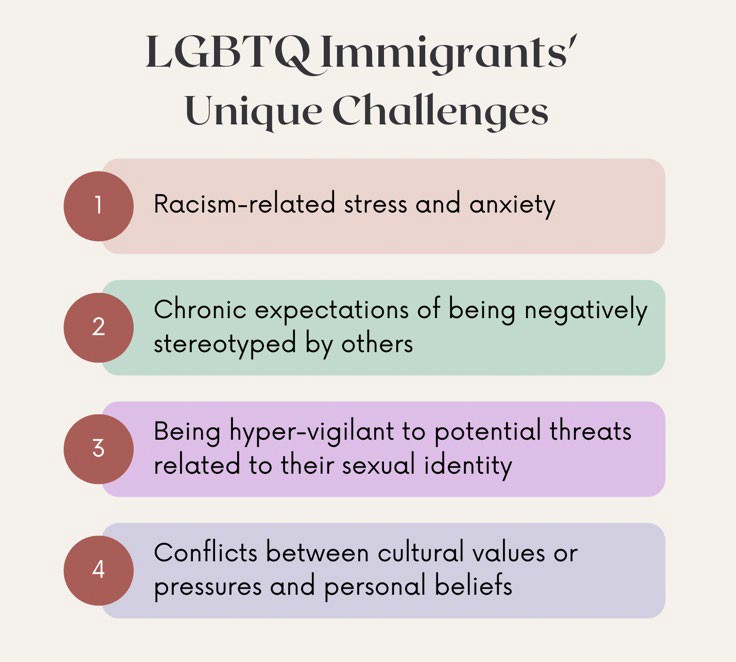 LGBTQ Immigrants'
Unique Challenges
1
Racism-related stress and anxiety
2
Chronic expectations of being negatively
stereotyped by others
3
Being hyper-vigilant to potential threats
related to their sexual identity
4
Conflicts between cultural values or
pressures and personal beliefs